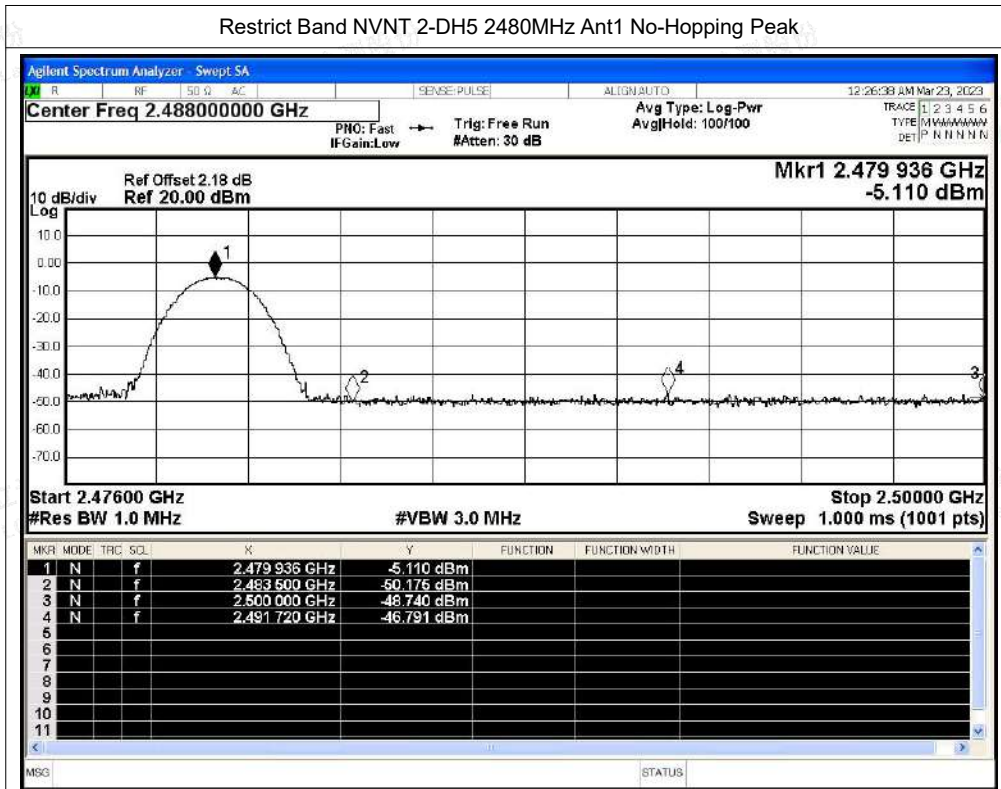 Restrict Band NVNT 2-DH5 2480MHz Ant1 No-Hopping Peak
Agilent Spectrum Analyzer - Swept SA
LXI R RF 50 Ω AC SENSE:PULSE ALIGN AUTO 12:26:38 AM Mar 23, 2023
Center Freq 2.488000000 GHz
PNO: Fast
IFGain:Low
Trig: Free Run
#Atten: 30 dB
Avg Type: Log-Pwr
Avg|Hold: 100/100
TRACE 1 2 3 4 5 6
TYPE M
DET P N N N N N
Mkr1 2.479 936 GHz
-5.110 dBm
Ref Offset 2.18 dB
10 dB/div Ref 20.00 dBm
Log
10.0
0.00
-10.0
-20.0
-30.0
-40.0
-50.0
-60.0
-70.0
1
2
4
3
Start 2.47600 GHz Stop 2.50000 GHz
#Res BW 1.0 MHz #VBW 3.0 MHz Sweep 1.000 ms (1001 pts)
MKR MODE TRC SCL X Y FUNCTION FUNCTION WIDTH FUNCTION VALUE
1 N f 2.479 936 GHz -5.110 dBm
2 N f 2.483 500 GHz -50.175 dBm
3 N f 2.500 000 GHz -48.740 dBm
4 N f 2.491 720 GHz -46.791 dBm
5
6
7
8
9
10
11
MSG STATUS